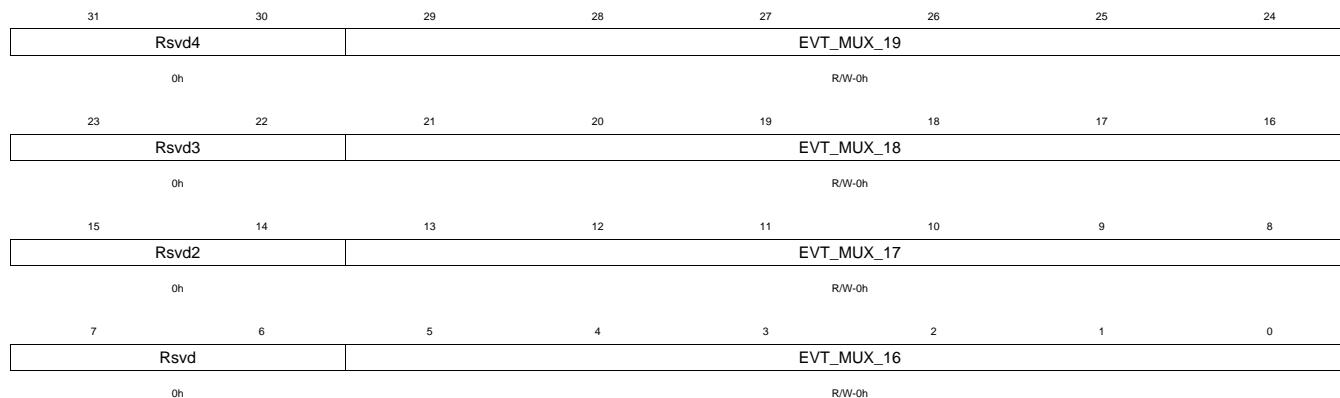 31 30 29 28 27 26 25 24
Rsvd4 EVT_MUX_19
0h R/W-0h
23 22 21 20 19 18 17 16
Rsvd3 EVT_MUX_18
0h R/W-0h
15 14 13 12 11 10 9 8
Rsvd2 EVT_MUX_17
0h R/W-0h
7 6 5 4 3 2 1 0
Rsvd EVT_MUX_16
0h R/W-0h